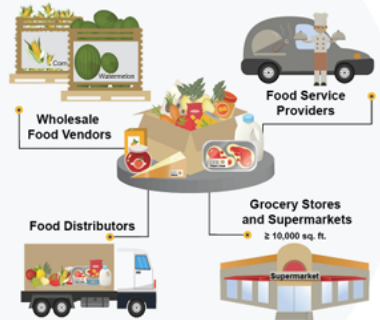 Corn
Watermelon
Wholesale
Food Vendors
Food Service
Providers
Food Distributors
Grocery Stores
and Supermarkets
≥ 10,000 sq. ft.
Supermarket